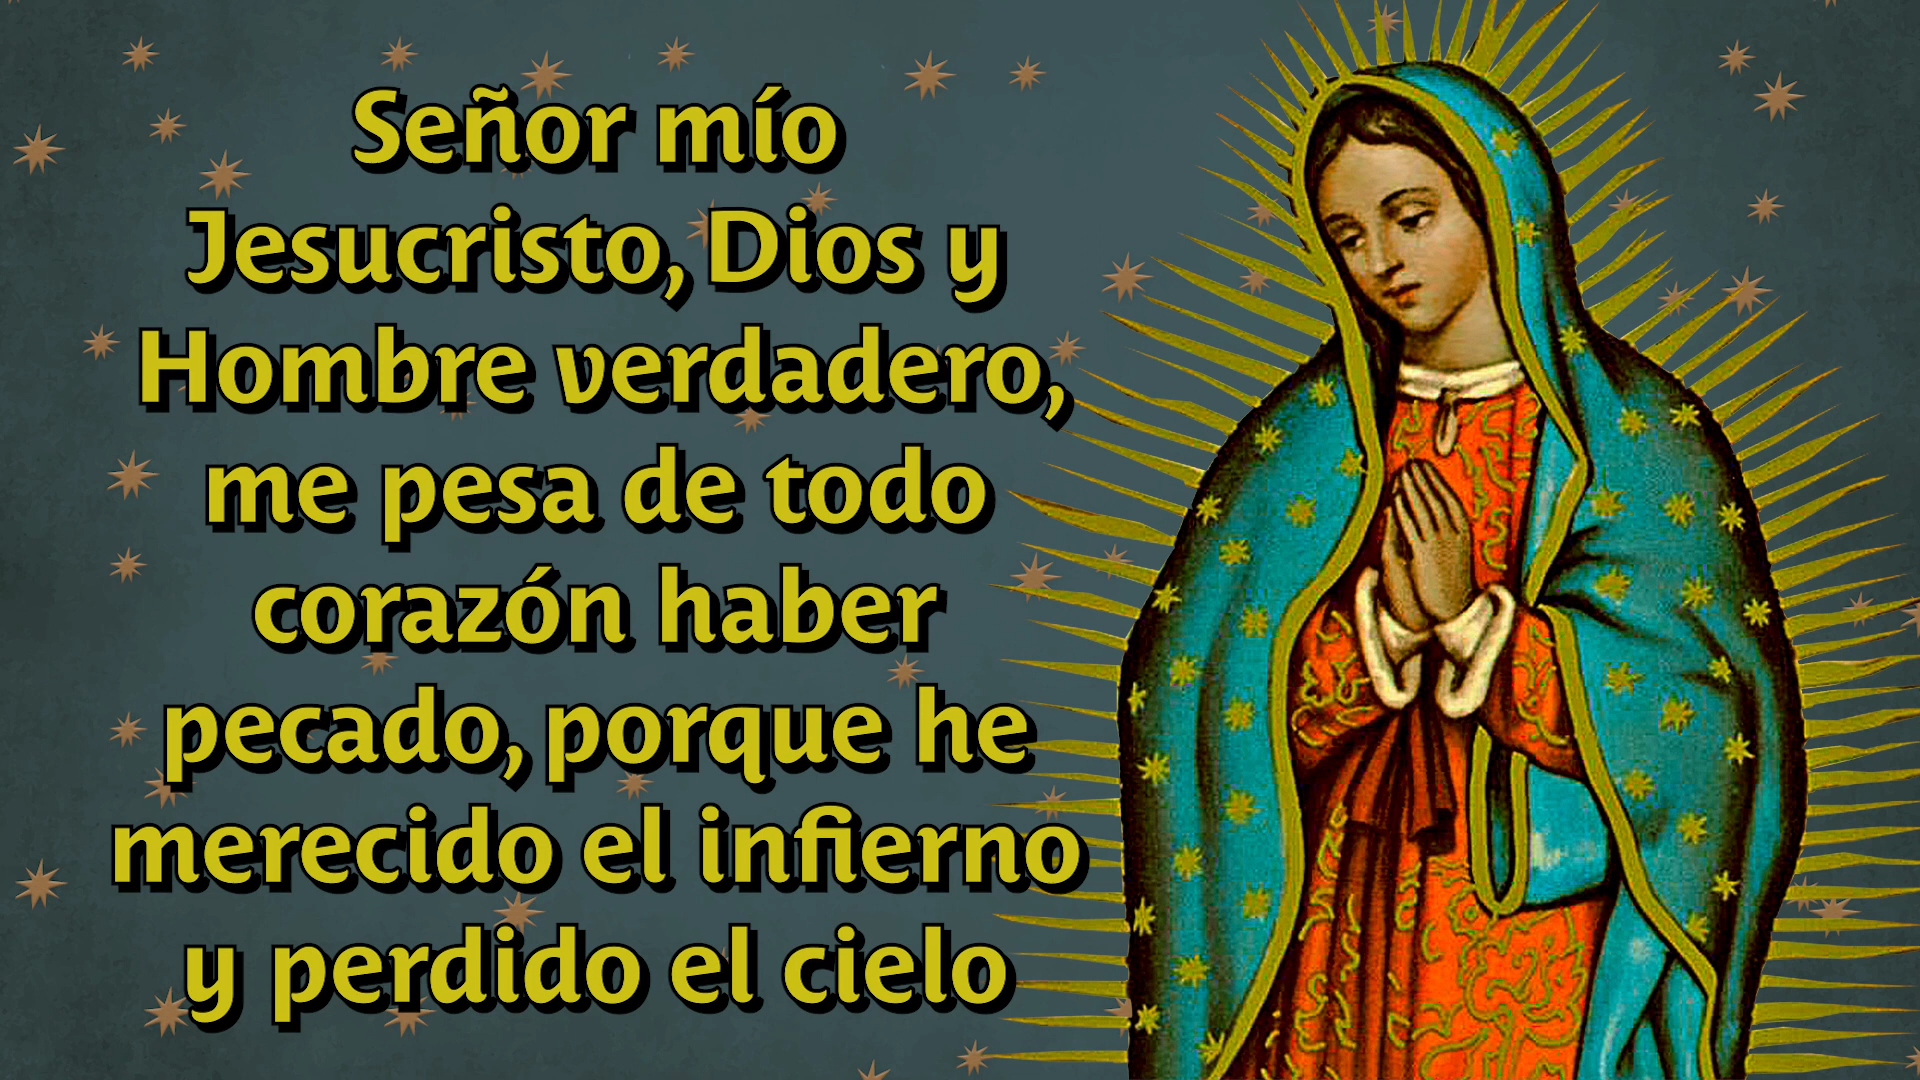 Señor mío
Jesucristo, Dios y
Hombre verdadero,
me pesa de todo
corazón haber
pecado, porque he
merecido el infierno
y perdido el cielo